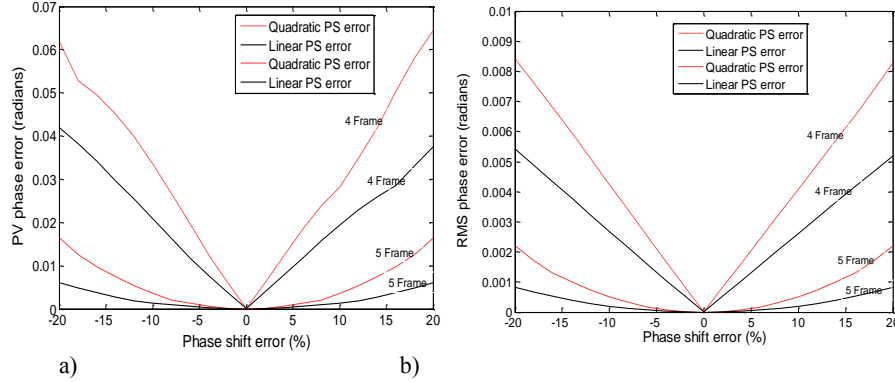 0.07
0.06
0.05
0.04
0.03
0.02
0.01
0
PV phase error (radians)
Quadratic PS error
Linear PS error
Quadratic PS error
Linear PS error
4 Frame
4 Frame
5 Frame
5 Frame
-20 -15 -10 -5 0 5 10 15 20
Phase shift error (%)
a)
0.01
0.009
0.008
0.007
0.006
0.005
0.004
0.003
0.002
0.001
0
RMS phase error (radians)
Quadratic PS error
Linear PS error
Quadratic PS error
Linear PS error
4 Frame
4 Frame
5 Frame
5 Frame
-20 -15 -10 -5 0 5 10 15 20
Phase shift error (%)
b)